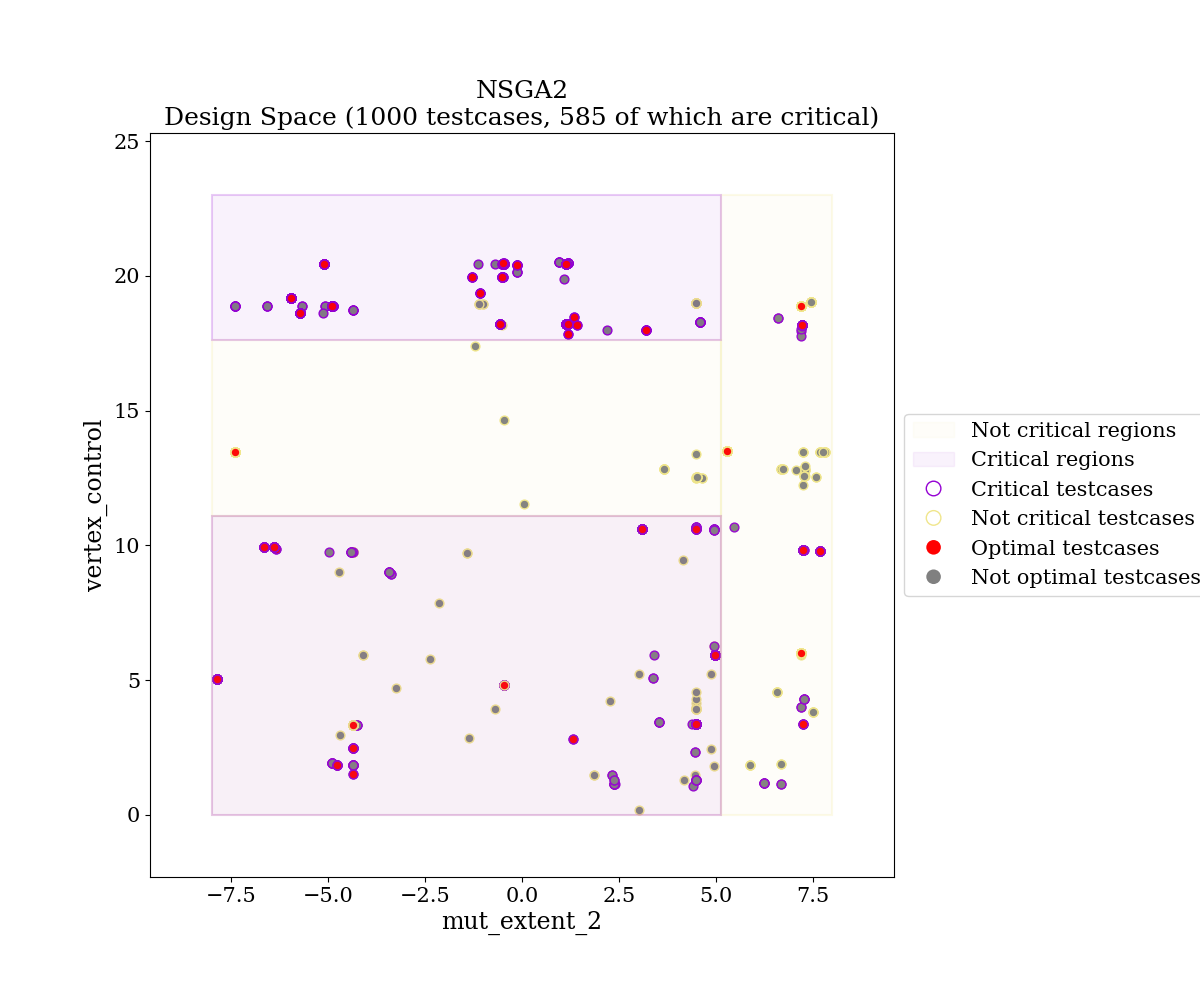 NSGA2
Design Space (1000 testcases, 585 of which are critical)
25
20
15
10
5
0
vertex_control
−7.5
−5.0
−2.5
0.0
2.5
5.0
7.5
mut_extent_2
Not critical regions
Critical regions
Critical testcases
Not critical testcases
Optimal testcases
Not optimal testcases